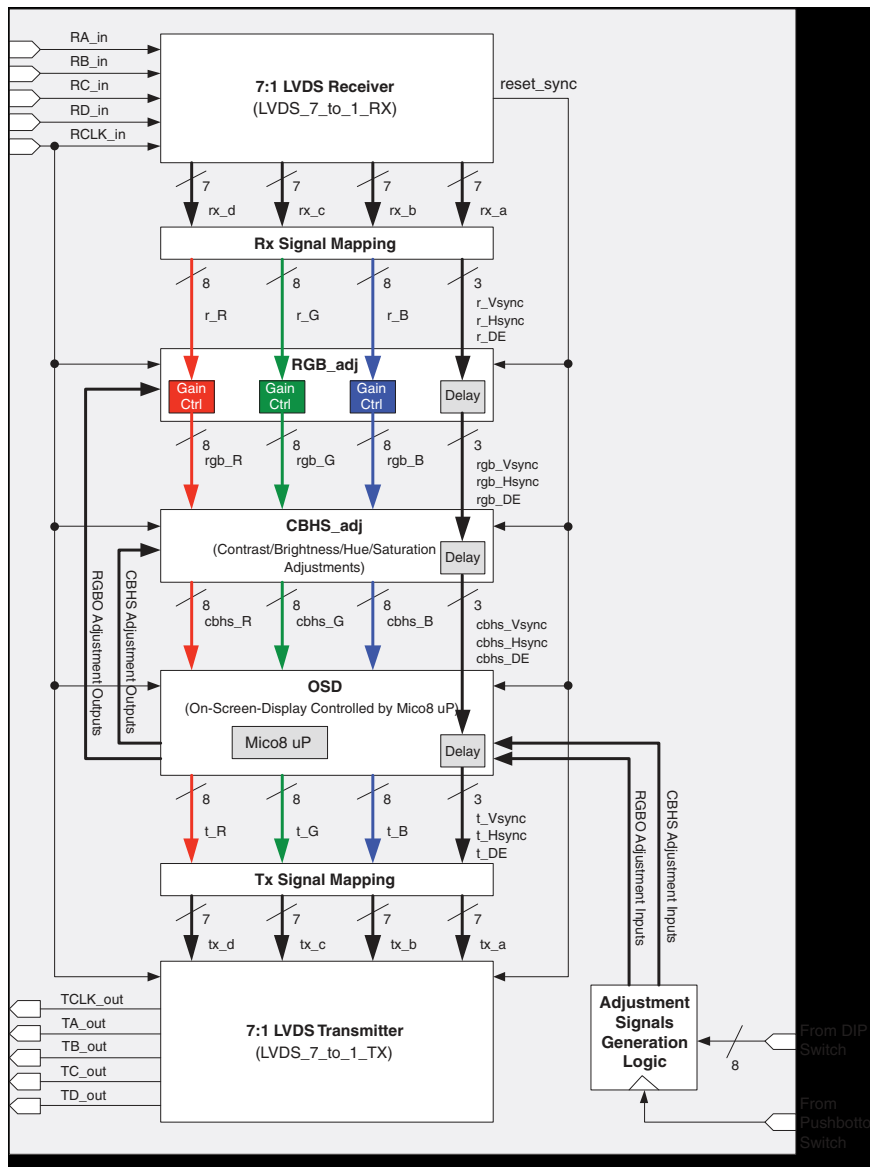 RA_in
RB_in
RC_in
RD_in
RCLK_in
7:1 LVDS Receiver
(LVDS_7_to_1_RX)
reset_sync
7
7
7
7
rx_d
rx_c
rx_b
rx_a
Rx Signal Mapping
8
8
8
3
r_R
r_G
r_B
r_Vsync
r_Hsync
r_DE
RGB_adj
Gain
Ctrl
Gain
Ctrl
Gain
Ctrl
Delay
8
8
8
3
rgb_R
rgb_G
rgb_B
rgb_Vsync
rgb_Hsync
rgb_DE
CBHS_adj
(Contrast/Brightness/Hue/Saturation
Adjustments)
Delay
RGBO Adjustment Outputs
CBHS Adjustment Outputs
8
8
8
3
cbhs_R
cbhs_G
cbhs_B
cbhs_Vsync
cbhs_Hsync
cbhs_DE
OSD
(On-Screen-Display Controlled by Mico8 uP)
Mico8 uP
Delay
8
8
8
3
t_R
t_G
t_B
t_Vsync
t_Hsync
t_DE
RGBO Adjustment Inputs
CBHS Adjustment Inputs
Tx Signal Mapping
7
7
7
7
tx_d
tx_c
tx_b
tx_a
TCLK_out
TA_out
TB_out
TC_out
TD_out
7:1 LVDS Transmitter
(LVDS_7_to_1_TX)
Adjustment
Signals
Generation
Logic
8
From DIP
Switch
From
Pushbutto
Switch